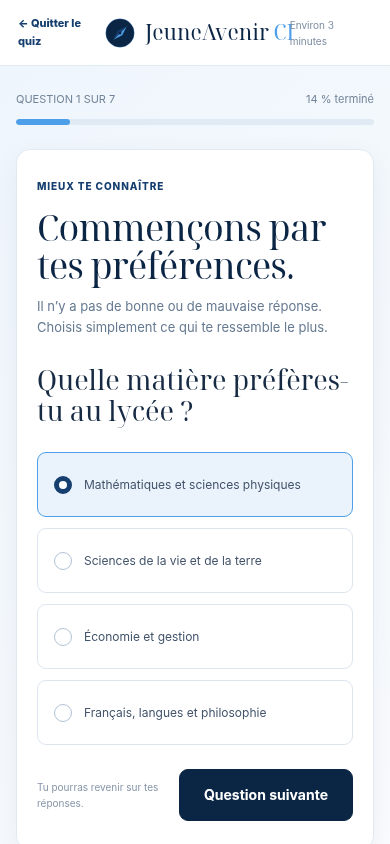 ← Quitter le
quiz
JeuneAvenir CI
Environ 3
minutes
QUESTION 1 SUR 7
14 % terminé
MIEUX TE CONNAÎTRE
Commençons par
tes préférences.
Il n'y a pas de bonne ou de mauvaise réponse.
Choisis simplement ce qui te ressemble le plus.
Quelle matière préfères-
tu au lycée ?
Mathématiques et sciences physiques
Sciences de la vie et de la terre
Économie et gestion
Français, langues et philosophie
Tu pourras revenir sur tes
réponses.
Question suivante